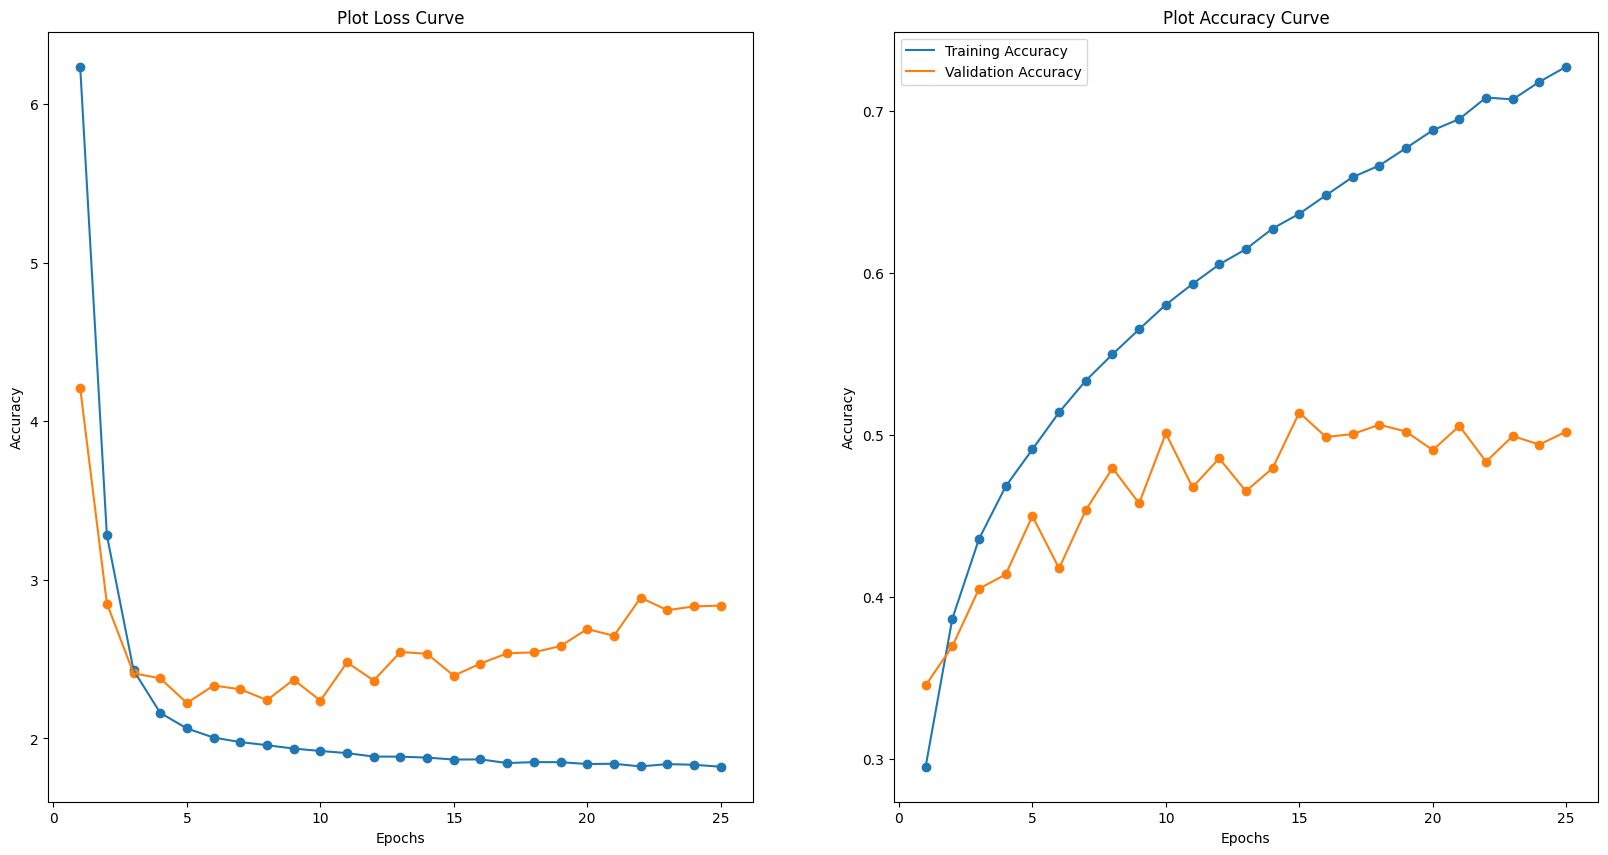 Plot Loss Curve
6
5
4
3
2
Accuracy
0 5 10 15 20 25
Epochs
Plot Accuracy Curve
Training Accuracy
Validation Accuracy
0.7
0.6
0.5
0.4
0.3
Accuracy
0 5 10 15 20 25
Epochs